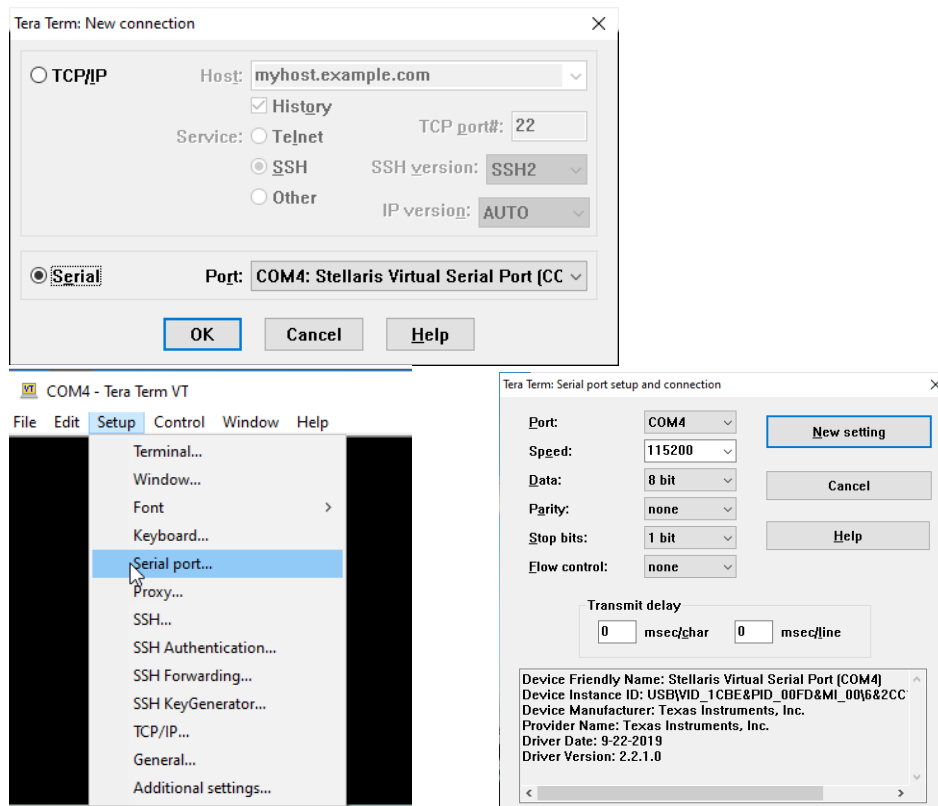 Tera Term: New connection
TCP/IP Host: myhost.example.com
History
Service: Telnet TCP port#: 22
SSH SSH version: SSH2
Other IP version: AUTO
Serial Port: COM4: Stellaris Virtual Serial Port (CC
OK Cancel Help
VT COM4 - Tera Term VT
File Edit Setup Control Window Help
Terminal...
Window...
Font
Keyboard...
Serial port...
Proxy...
SSH...
SSH Authentication...
SSH Forwarding...
SSH KeyGenerator...
TCP/IP...
General...
Additional settings...
Tera Term: Serial port setup and connection
Port: COM4 New setting
Speed: 115200
Data: 8 bit Cancel
Parity: none
Stop bits: 1 bit Help
Flow control: none
Transmit delay
0 msec/char 0 msec/line
Device Friendly Name: Stellaris Virtual Serial Port (COM4)
Device Instance ID: USB\VID_1CBE&PID_00FD&MI_00\6&2CC
Device Manufacturer: Texas Instruments, Inc.
Provider Name: Texas Instruments, Inc.
Driver Date: 9-22-2019
Driver Version: 2.2.1.0